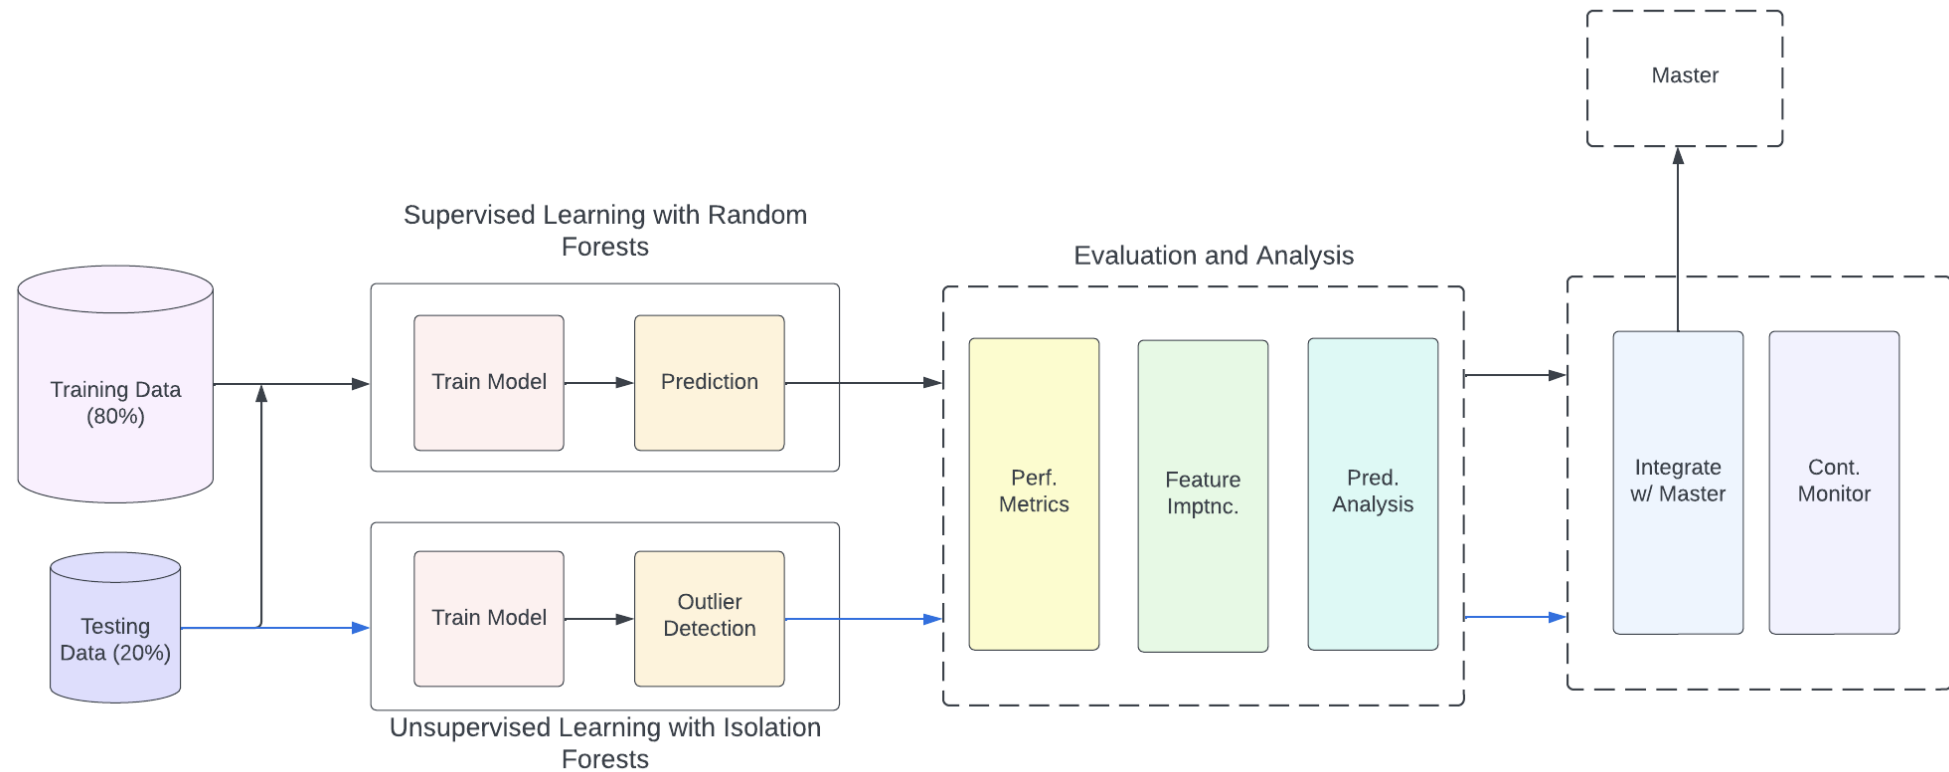 Master
Supervised Learning with Random
Forests
Evaluation and Analysis
Training Data
(80%)
Train Model
Prediction
Perf.
Metrics
Feature
Imptnc.
Pred.
Analysis
Integrate
w/ Master
Cont.
Monitor
Testing
Data (20%)
Train Model
Outlier
Detection
Unsupervised Learning with Isolation
Forests